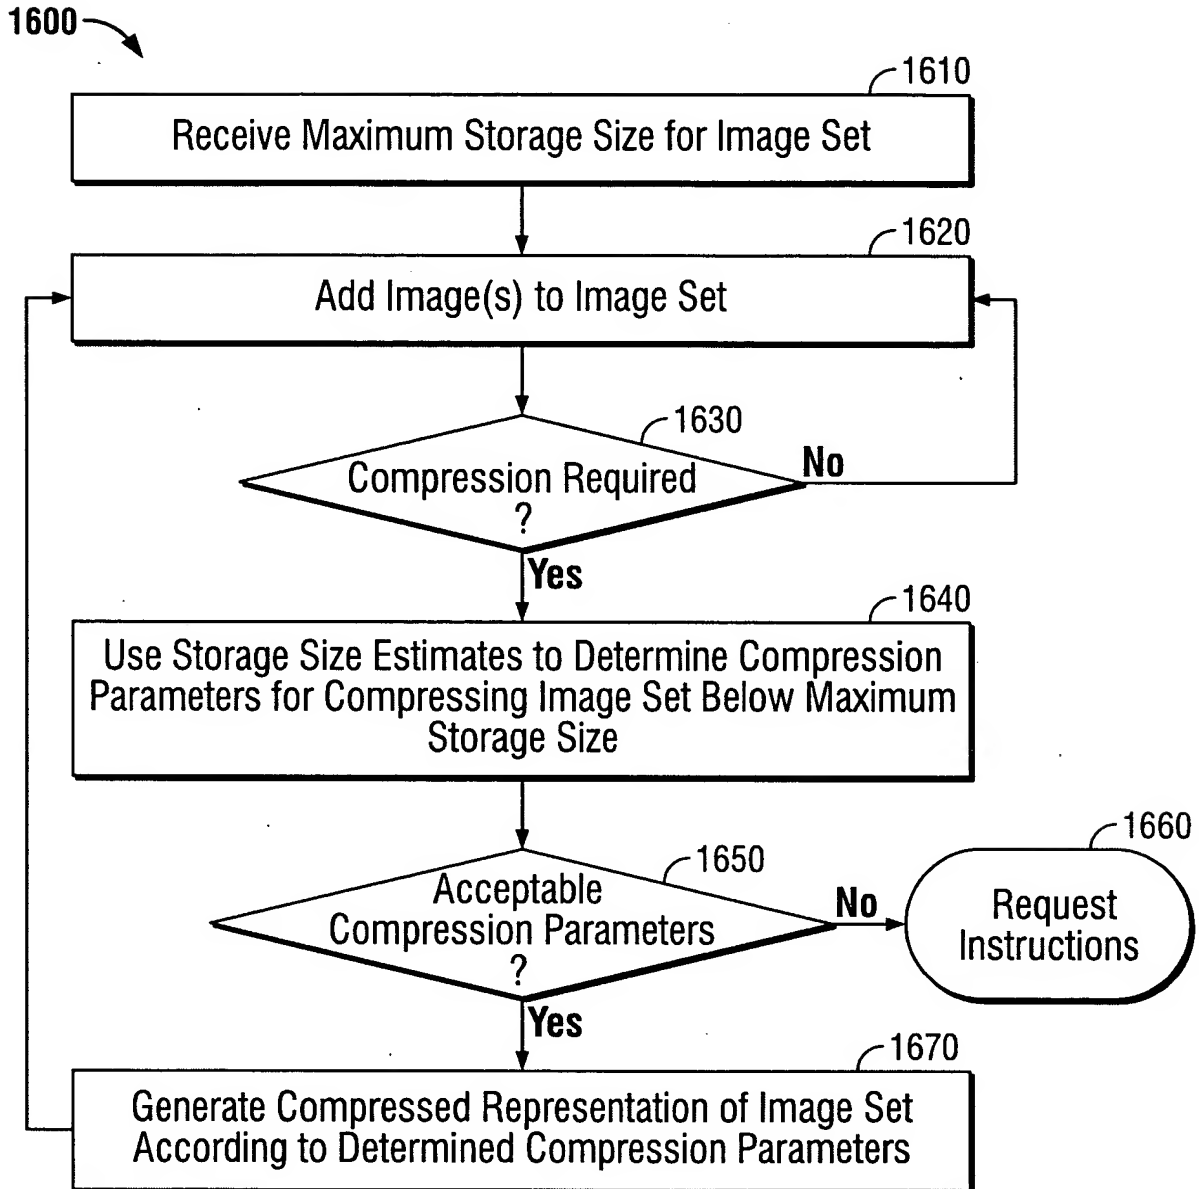 1600
1610
Receive Maximum Storage Size for Image Set
1620
Add Image(s) to Image Set
1630
Compression Required
?
No
Yes
1640
Use Storage Size Estimates to Determine Compression
Parameters for Compressing Image Set Below Maximum
Storage Size
1650
Acceptable
Compression Parameters
?
No
1660
Request
Instructions
Yes
1670
Generate Compressed Representation of Image Set
According to Determined Compression Parameters